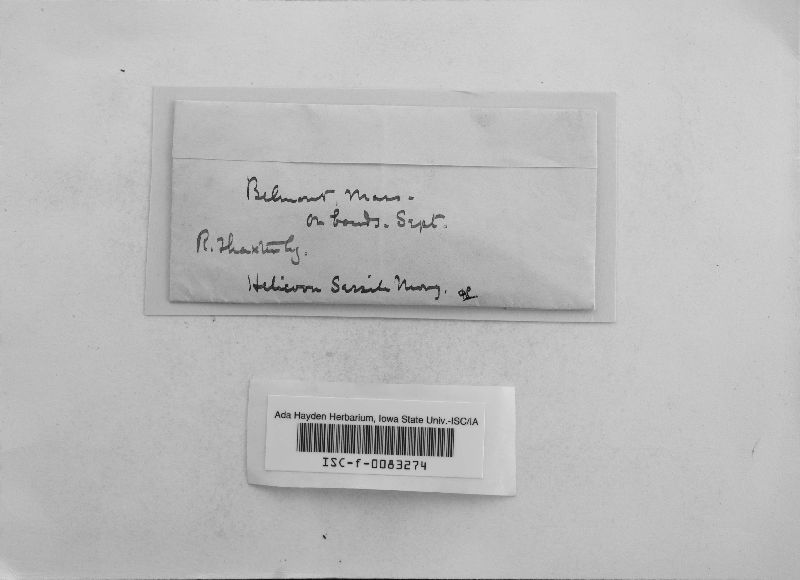 Belmont, Mass.
on boards. Sept.
R. Thaxter
Helicoon Sessile Morg.
Ada Hayden Herbarium, Iowa State Univ.-ISC/IA
ISC-f-0083274